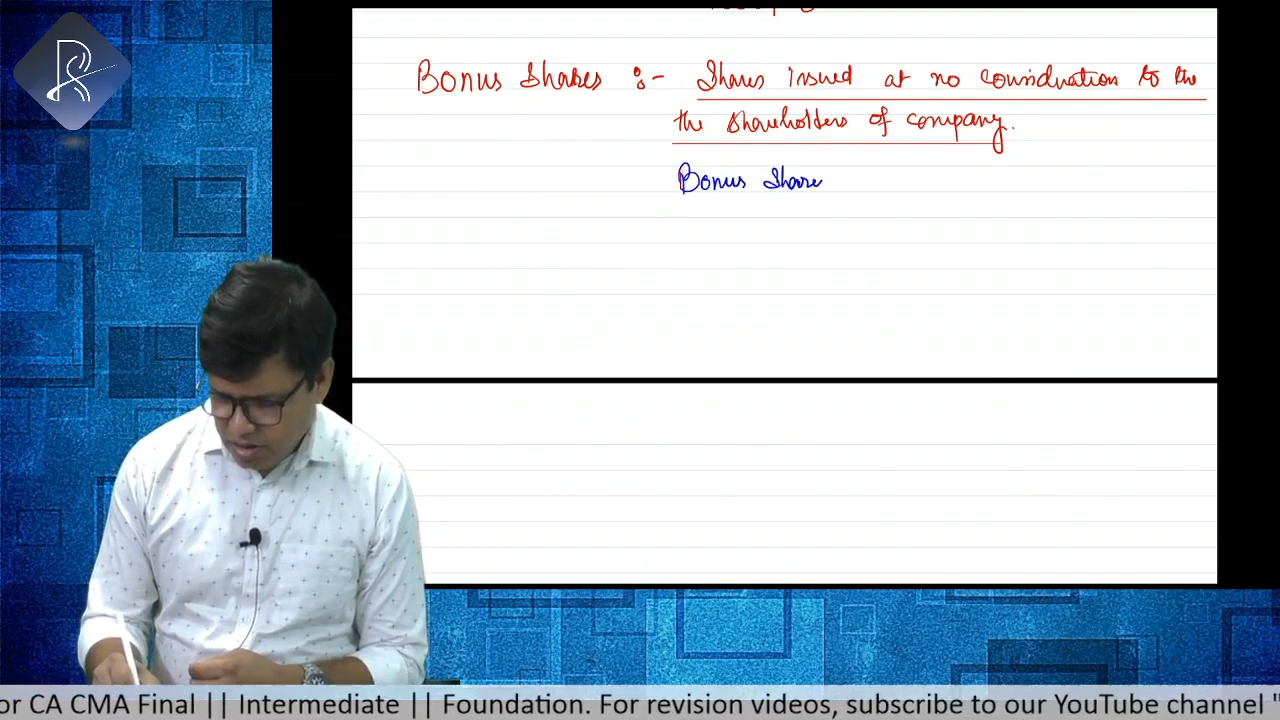 Bonus Shares :- Shares issued at no consideration to the
the shareholders of company.
Bonus Share
or CA CMA Final || Intermediate || Foundation. For revision videos, subscribe to our YouTube channel "